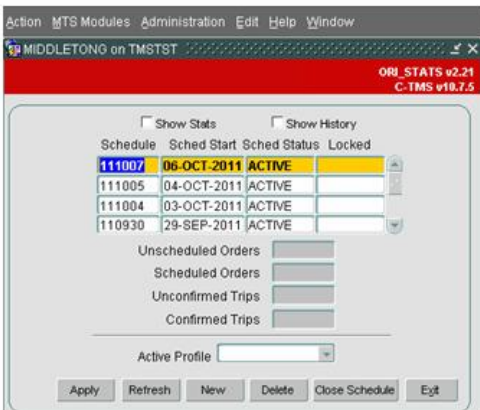 Action MTS Modules Administration Edit Help Window
MIDDLETONG on TMSTST
ORI_STATS v2.21
C-TMS v10.7.5
Show Stats Show History
Schedule Sched Start Sched Status Locked
111007 06-OCT-2011 ACTIVE
111005 04-OCT-2011 ACTIVE
111004 03-OCT-2011 ACTIVE
110930 29-SEP-2011 ACTIVE
Unscheduled Orders
Scheduled Orders
Unconfirmed Trips
Confirmed Trips
Active Profile
Apply Refresh New Delete Close Schedule Exit